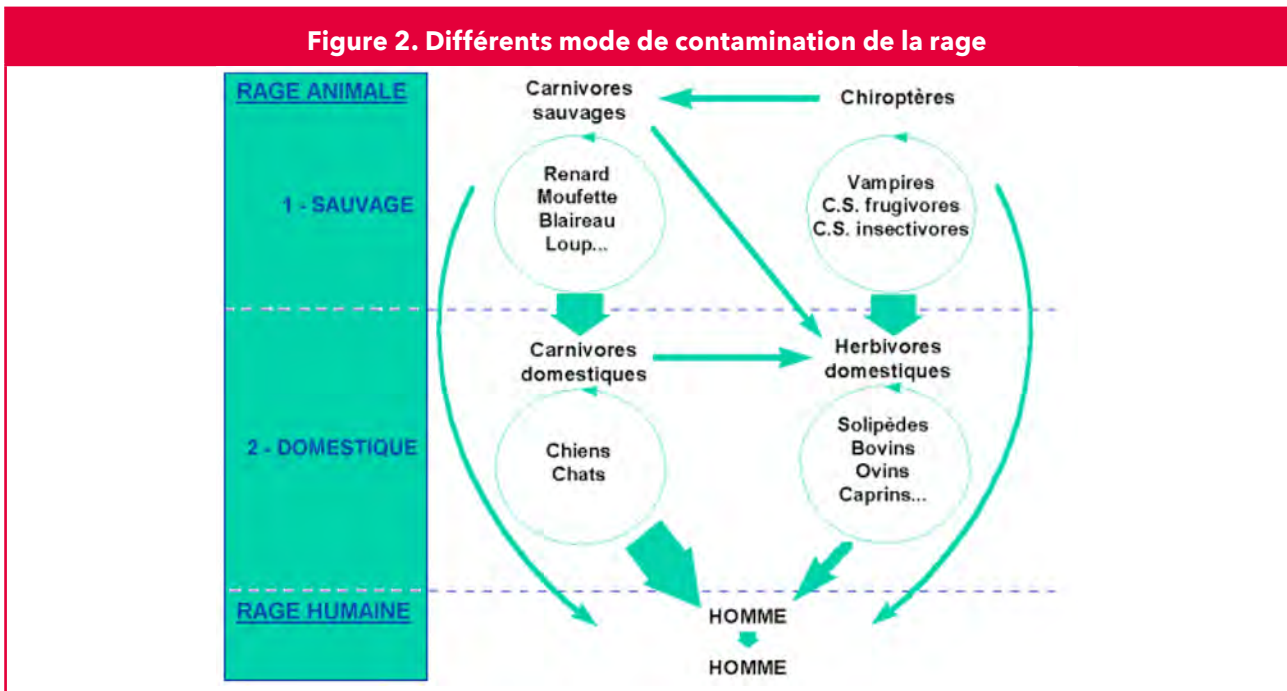 Figure 2. Différents mode de contamination de la rage
RAGE ANIMALE
Carnivores
sauvages
Chiroptères
1 - SAUVAGE
Renard
Moufette
Blaireau
Loup...
Vampires
C.S. frugivores
C.S. insectivores
Carnivores
domestiques
Herbivores
domestiques
2 - DOMESTIQUE
Chiens
Chats
Solipèdes
Bovins
Ovins
Caprins...
RAGE HUMAINE
HOMME
HOMME